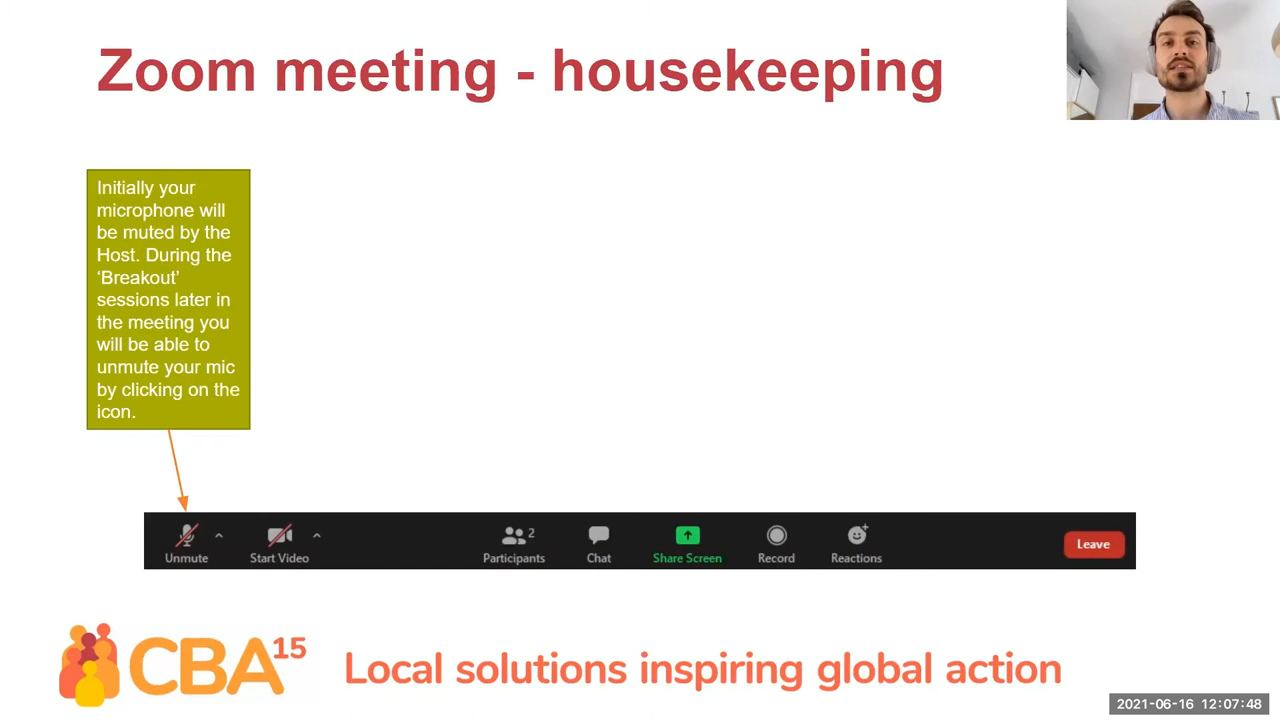 Zoom meeting - housekeeping
Initially your
microphone will
be muted by the
Host. During the
‘Breakout’
sessions later in
the meeting you
will be able to
unmute your mic
by clicking on the
icon.
Unmute
Start Video
2
Participants
Chat
Share Screen
Record
Reactions
Leave
CBA15
Local solutions inspiring global action
2021-06-16 12:07:48